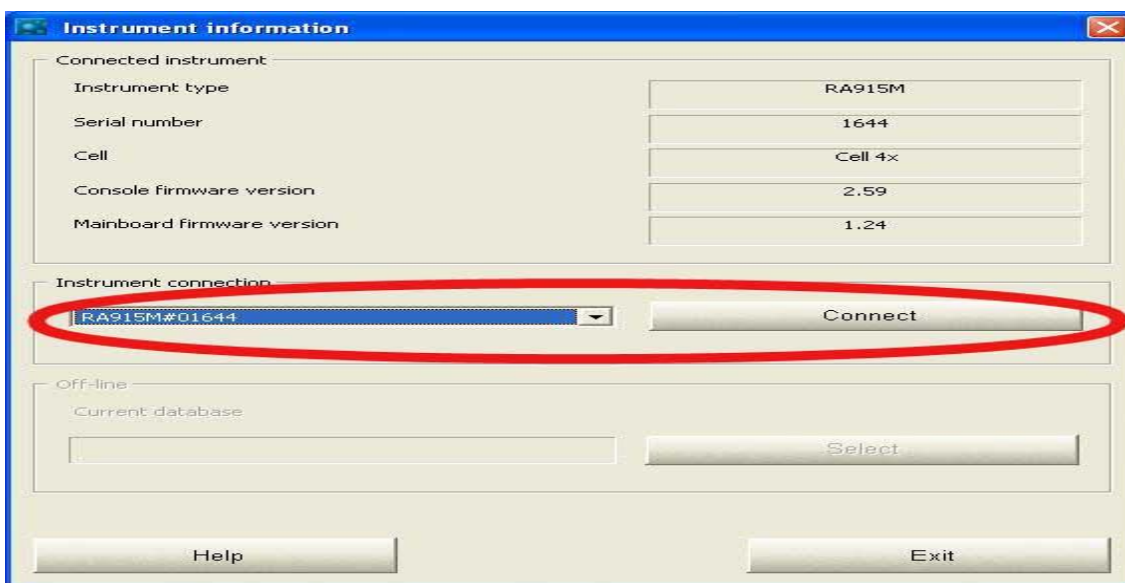 Instrument information
Connected instrument
Instrument type RA915M
Serial number 1644
Cell Cell 4x
Console firmware version 2.59
Mainboard firmware version 1.24
Instrument connection
RA915M#01644 Connect
Off-line
Current database
Select
Help Exit